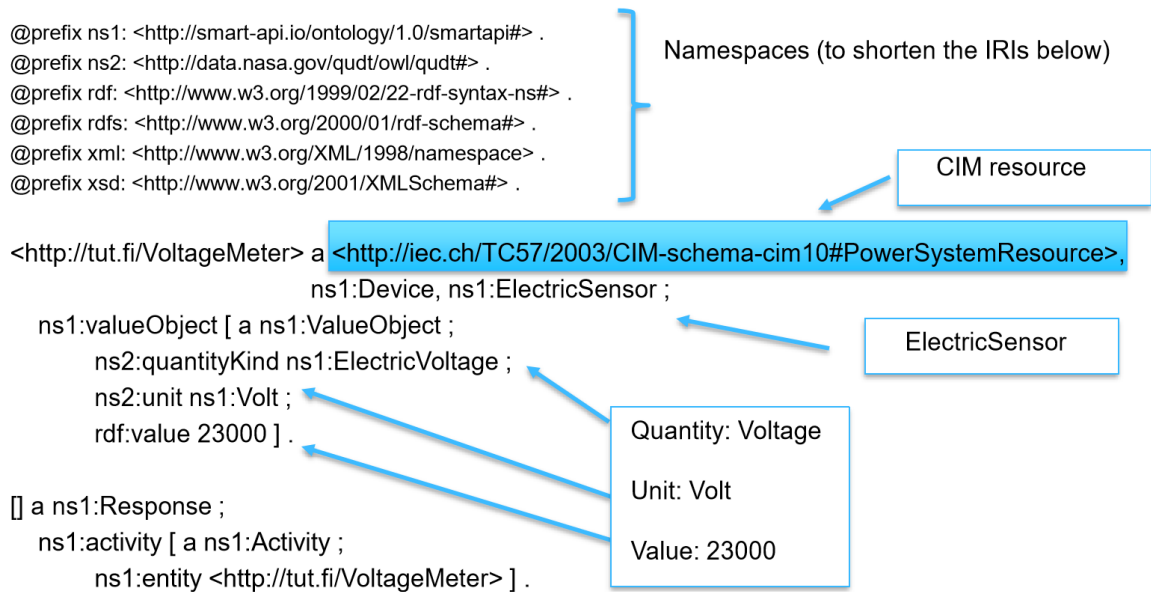 @prefix ns1: <http://smart-api.io/ontology/1.0/smartapi#> .
@prefix ns2: <http://data.nasa.gov/qudt/owl/qudt#> .
@prefix rdf: <http://www.w3.org/1999/02/22-rdf-syntax-ns#> .
@prefix rdfs: <http://www.w3.org/2000/01/rdf-schema#> .
@prefix xml: <http://www.w3.org/XML/1998/namespace> .
@prefix xsd: <http://www.w3.org/2001/XMLSchema#> .
Namespaces (to shorten the IRIs below)
CIM resource
<http://tut.fi/VoltageMeter> a <http://iec.ch/TC57/2003/CIM-schema-cim10#PowerSystemResource>,
ns1:Device, ns1:ElectricSensor ;
ns1:valueObject [ a ns1:ValueObject ;
ns2:quantityKind ns1:ElectricVoltage ;
ns2:unit ns1:Volt ;
rdf:value 23000 ] .
ElectricSensor
Quantity: Voltage
Unit: Volt
Value: 23000
[] a ns1:Response ;
ns1:activity [ a ns1:Activity ;
ns1:entity <http://tut.fi/VoltageMeter> ] .